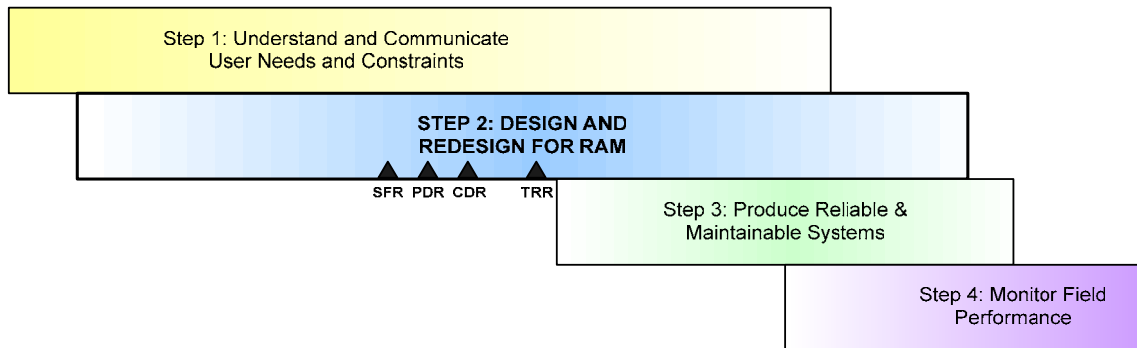 Step 1: Understand and Communicate
User Needs and Constraints
STEP 2: DESIGN AND
REDESIGN FOR RAM
SFR PDR CDR TRR
Step 3: Produce Reliable &
Maintainable Systems
Step 4: Monitor Field
Performance